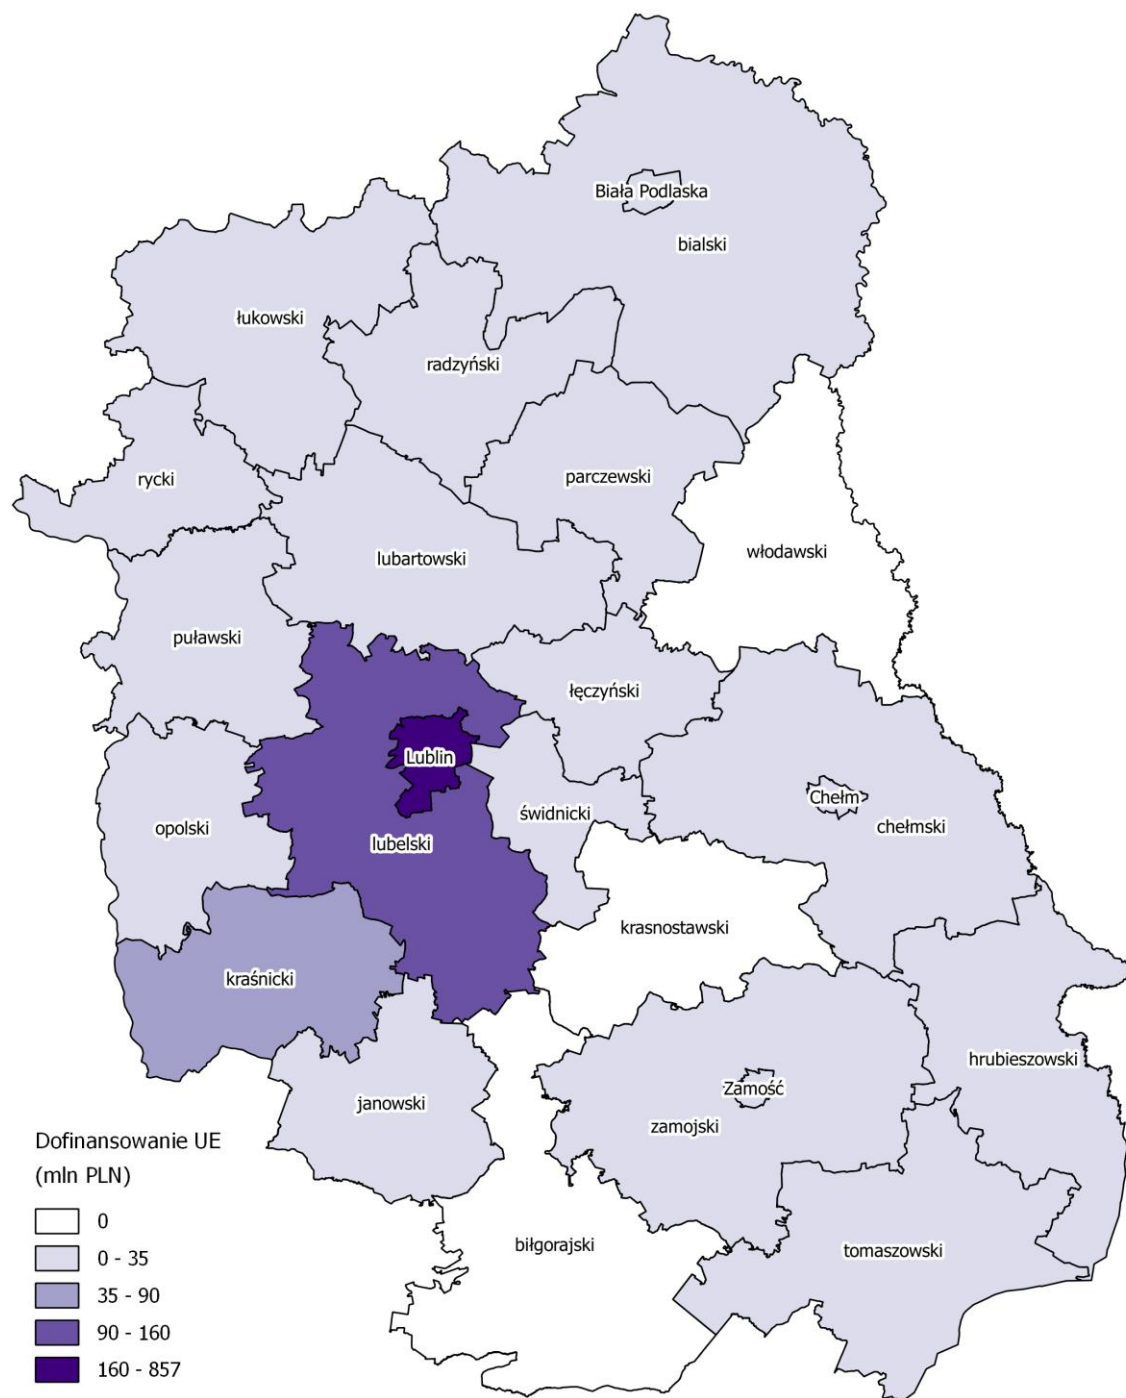 Biała Podlaska
bialski
łukowski
radzyński
rycki
parczewski
włodawski
lubartowski
puławski
łęczyński
Lublin
Chełm
świdnicki
opolski
lubelski
chełmski
krasnostawski
kraśnicki
hrubieszowski
Zamość
janowski
zamojski
biłgorajski
tomaszowski
Dofinansowanie UE
(mln PLN)
0
0 - 35
35 - 90
90 - 160
160 - 857